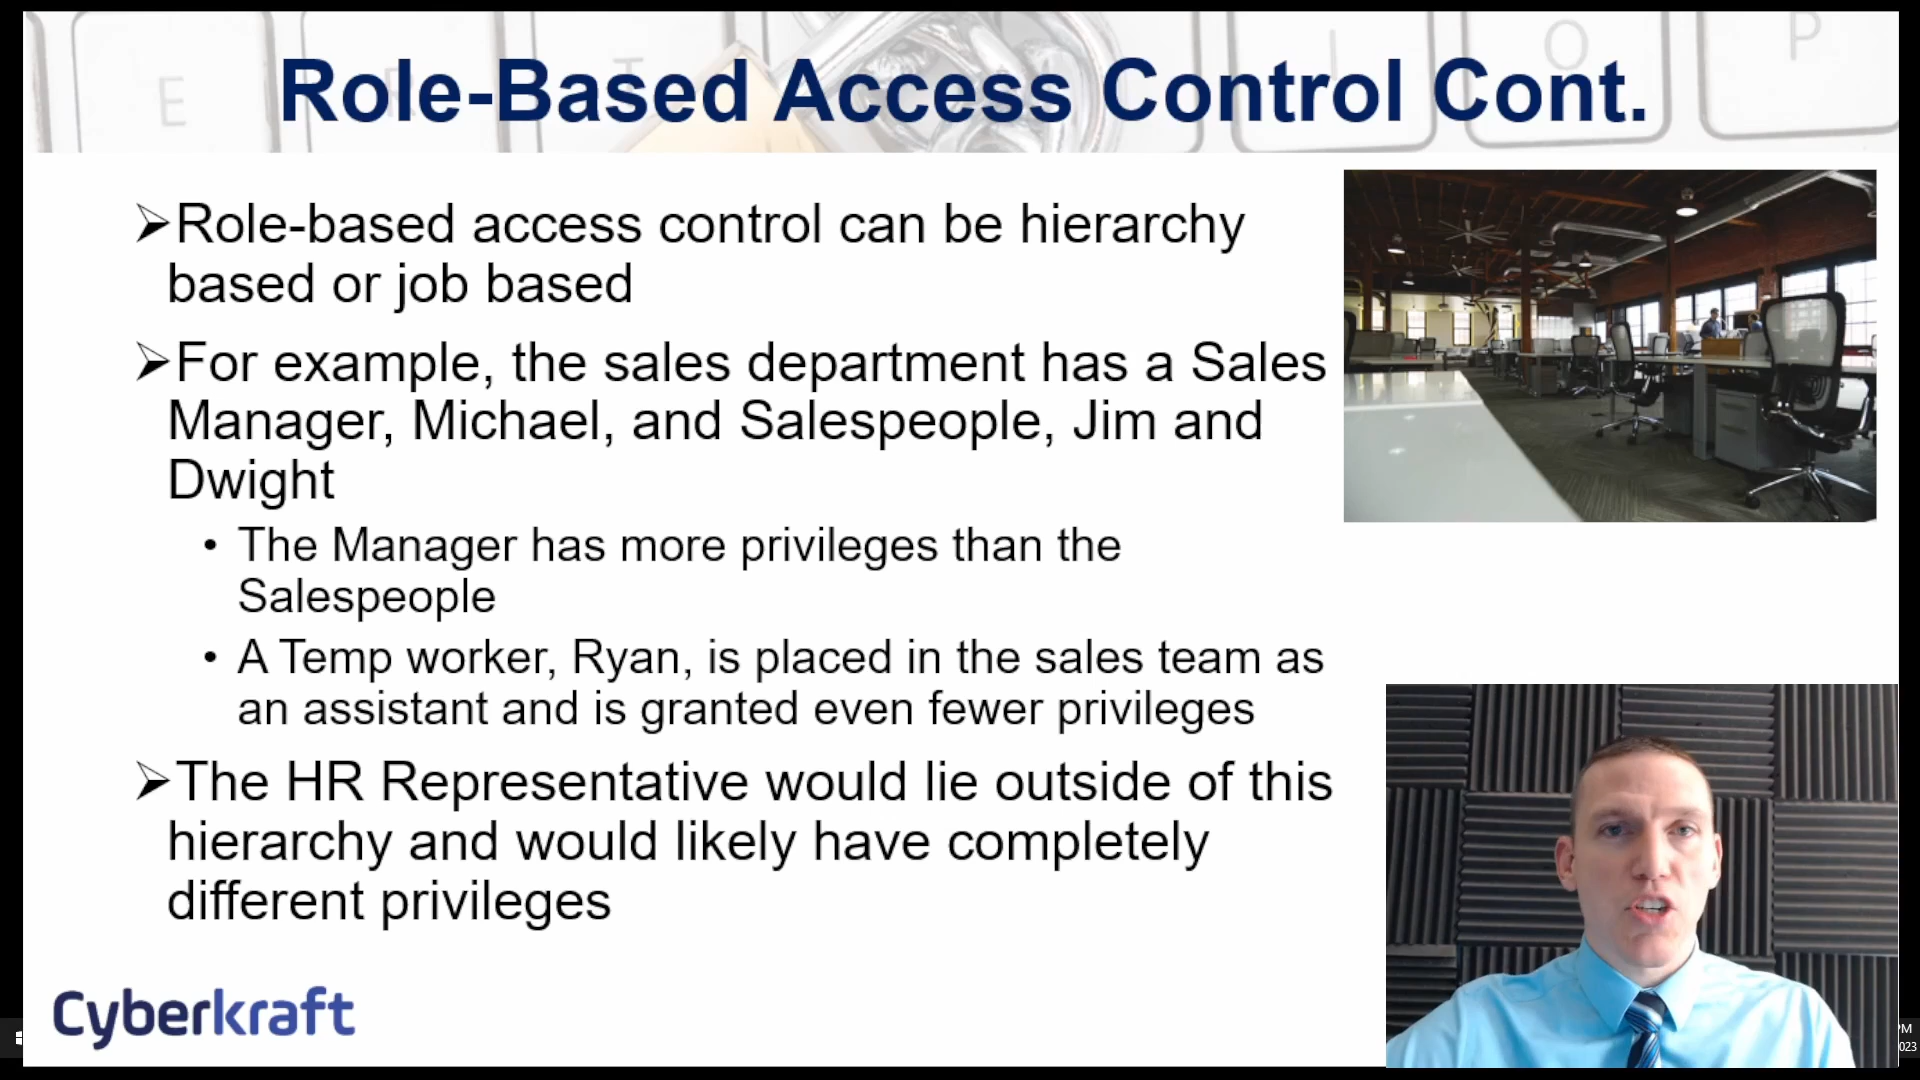 Role-Based Access Control Cont.
➢Role-based access control can be hierarchy
based or job based
➢For example, the sales department has a Sales
Manager, Michael, and Salespeople, Jim and
Dwight
• The Manager has more privileges than the
Salespeople
• A Temp worker, Ryan, is placed in the sales team as
an assistant and is granted even fewer privileges
➢The HR Representative would lie outside of this
hierarchy and would likely have completely
different privileges
Cyberkraft
E R T I O P
PM
023